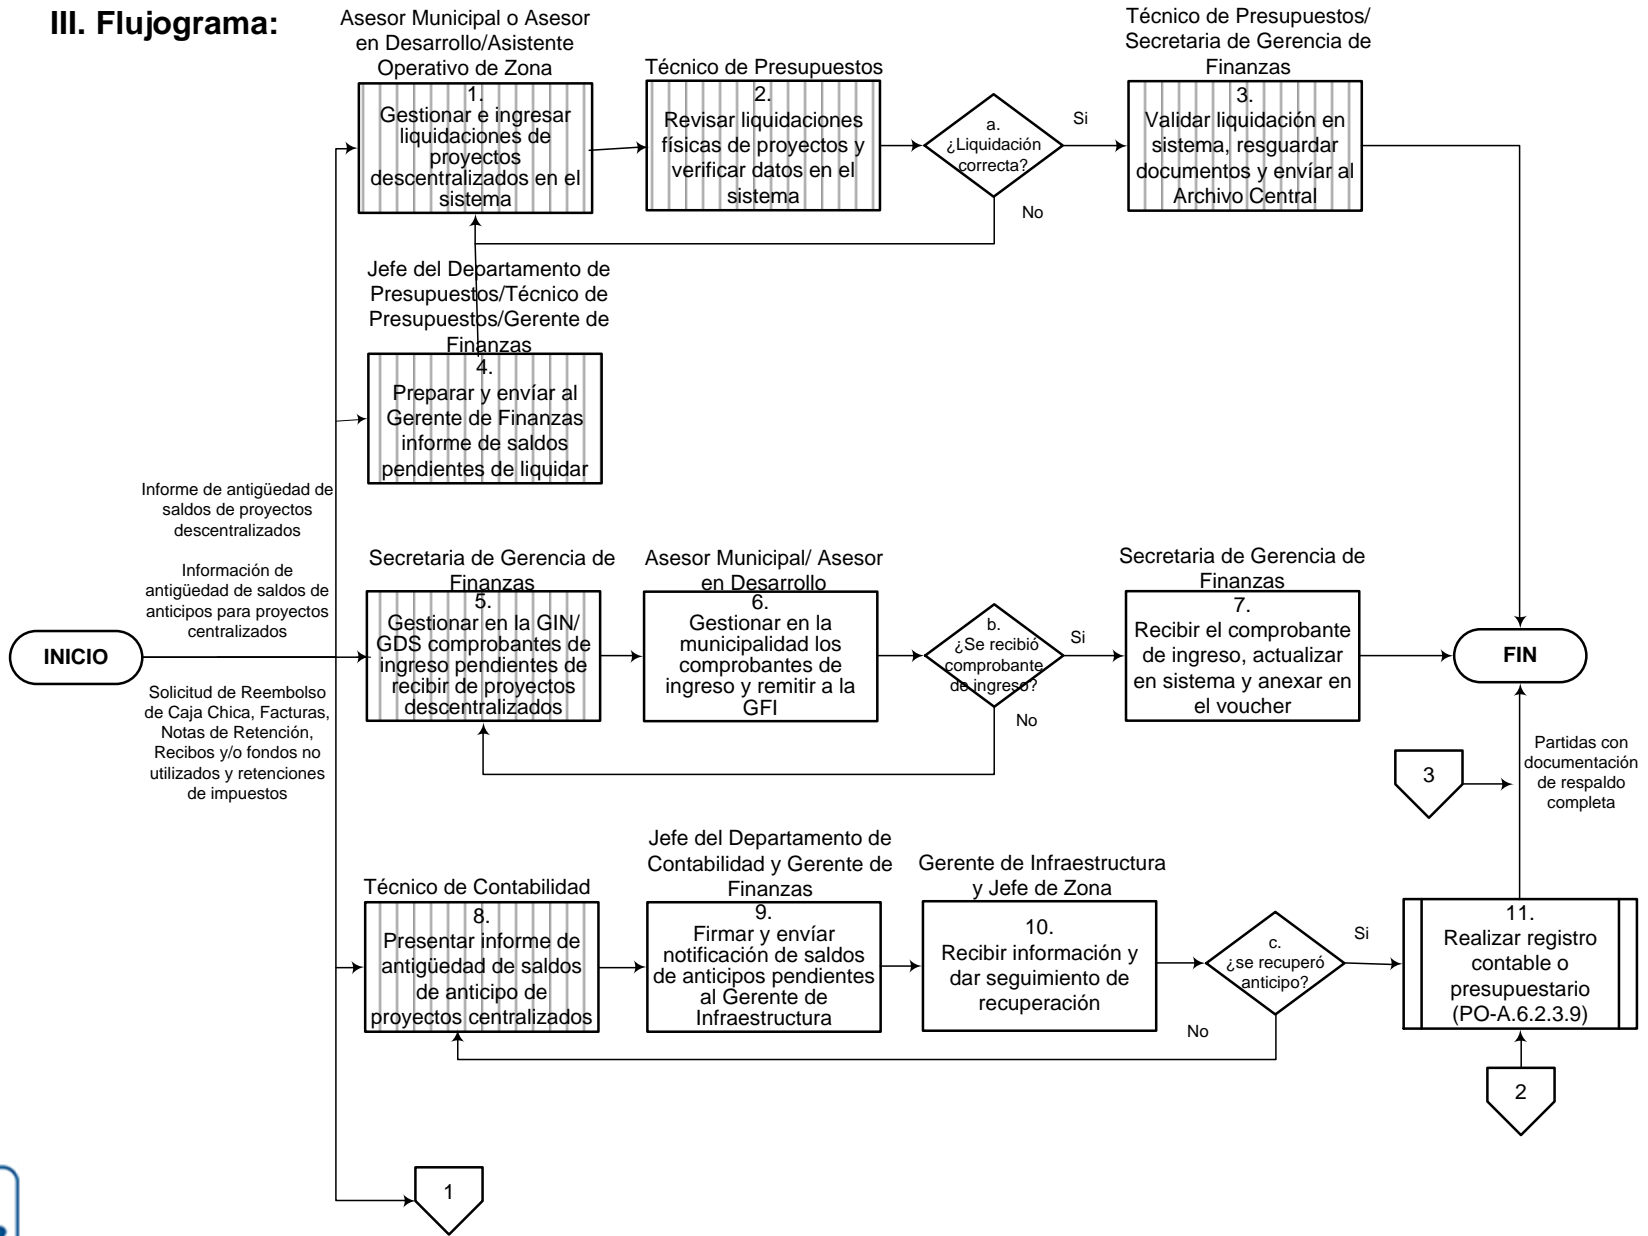 III. Flujograma:
Asesor Municipal o Asesor
en Desarrollo/Asistente
Operativo de Zona
1.
Gestionar e ingresar
liquidaciones de
proyectos
descentralizados en el
sistema
Técnico de Presupuestos
2.
Revisar liquidaciones
físicas de proyectos y
verificar datos en el
sistema
a.
¿Liquidación
correcta?
Si
No
Técnico de Presupuestos/
Secretaria de Gerencia de
Finanzas
3.
Validar liquidación en
sistema, resguardar
documentos y envíar al
Archivo Central
Jefe del Departamento de
Presupuestos/Técnico de
Presupuestos/Gerente de
Finanzas
4.
Preparar y envíar al
Gerente de Finanzas
informe de saldos
pendientes de liquidar
Informe de antigüedad de
saldos de proyectos
descentralizados
Información de
antigüedad de saldos de
anticipos para proyectos
centralizados
INICIO
Solicitud de Reembolso
de Caja Chica, Facturas,
Notas de Retención,
Recibos y/o fondos no
utilizados y retenciones
de impuestos
Secretaria de Gerencia de
Finanzas
5.
Gestionar en la GIN/
GDS comprobantes de
ingreso pendientes de
recibir de proyectos
descentralizados
Asesor Municipal/ Asesor
en Desarrollo
6.
Gestionar en la
municipalidad los
comprobantes de
ingreso y remitir a la
GFI
b.
¿Se recibió
comprobante
de ingreso?
Si
No
Secretaria de Gerencia de
Finanzas
7.
Recibir el comprobante
de ingreso, actualizar
en sistema y anexar en
el voucher
FIN
3
Partidas con
documentación
de respaldo
completa
Técnico de Contabilidad
8.
Presentar informe de
antigüedad de saldos
de anticipo de
proyectos centralizados
Jefe del Departamento de
Contabilidad y Gerente de
Finanzas
9.
Firmar y envíar
notificación de saldos
de anticipos pendientes
al Gerente de
Infraestructura
Gerente de Infraestructura
y Jefe de Zona
10.
Recibir información y
dar seguimiento de
recuperación
c.
¿se recuperó
anticipo?
Si
No
11.
Realizar registro
contable o
presupuestario
(PO-A.6.2.3.9)
2
1